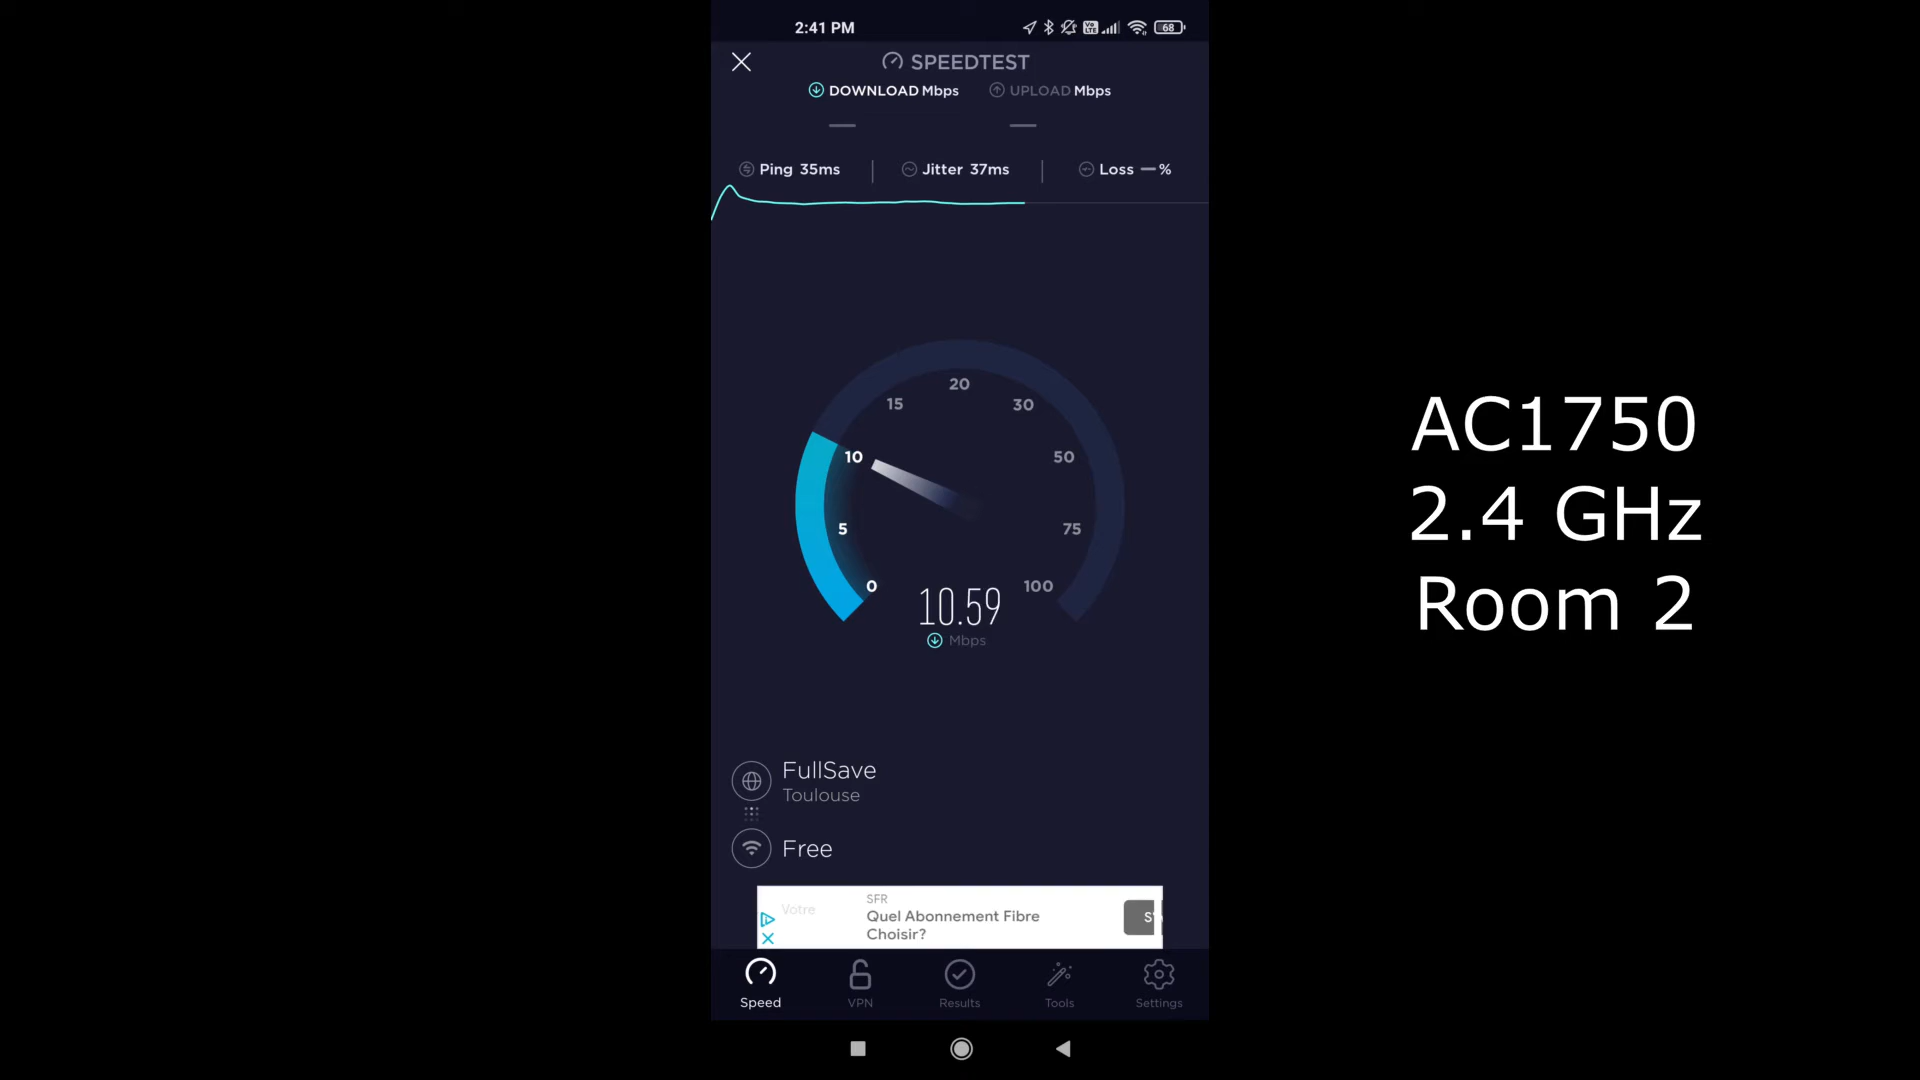 2:41 PM
68
SPEEDTEST
DOWNLOAD Mbps
UPLOAD Mbps
Ping 35ms
Jitter 37ms
Loss — %
20
15
30
10
50
5
75
0
100
10.59
Mbps
AC1750
2.4 GHz
Room 2
FullSave
Toulouse
Free
Votre
SFR
Quel Abonnement Fibre
Choisir?
Speed
VPN
Results
Tools
Settings